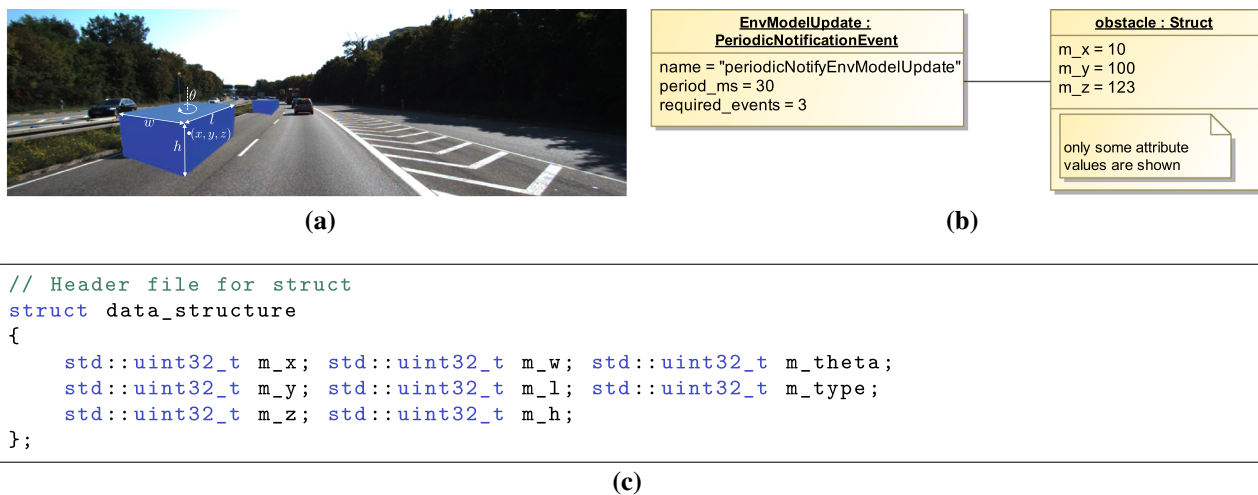 θ
w
l
(x, y, z)
h
(a)
EnvModelUpdate :
PeriodicNotificationEvent
name = "periodicNotifyEnvModelUpdate"
period_ms = 30
required_events = 3
obstacle : Struct
m_x = 10
m_y = 100
m_z = 123
only some attribute
values are shown
(b)
// Header file for struct
struct data_structure
{
std::uint32_t m_x; std::uint32_t m_w; std::uint32_t m_theta;
std::uint32_t m_y; std::uint32_t m_l; std::uint32_t m_type;
std::uint32_t m_z; std::uint32_t m_h;
};
(c)